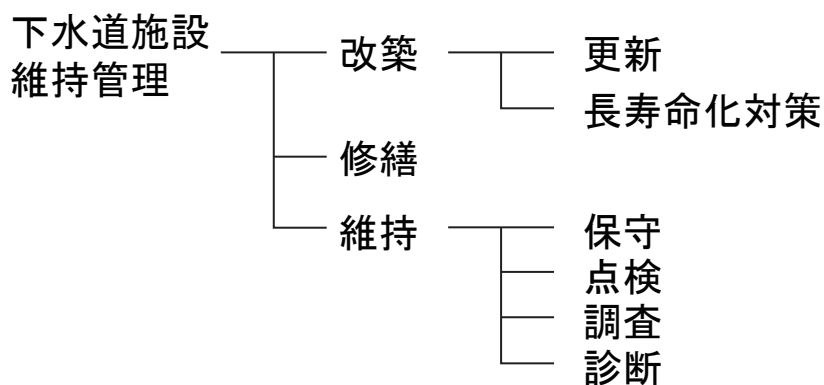 下水道施設
維持管理
改築
更新
長寿命化対策
修繕
維持
保守
点検
調査
診断